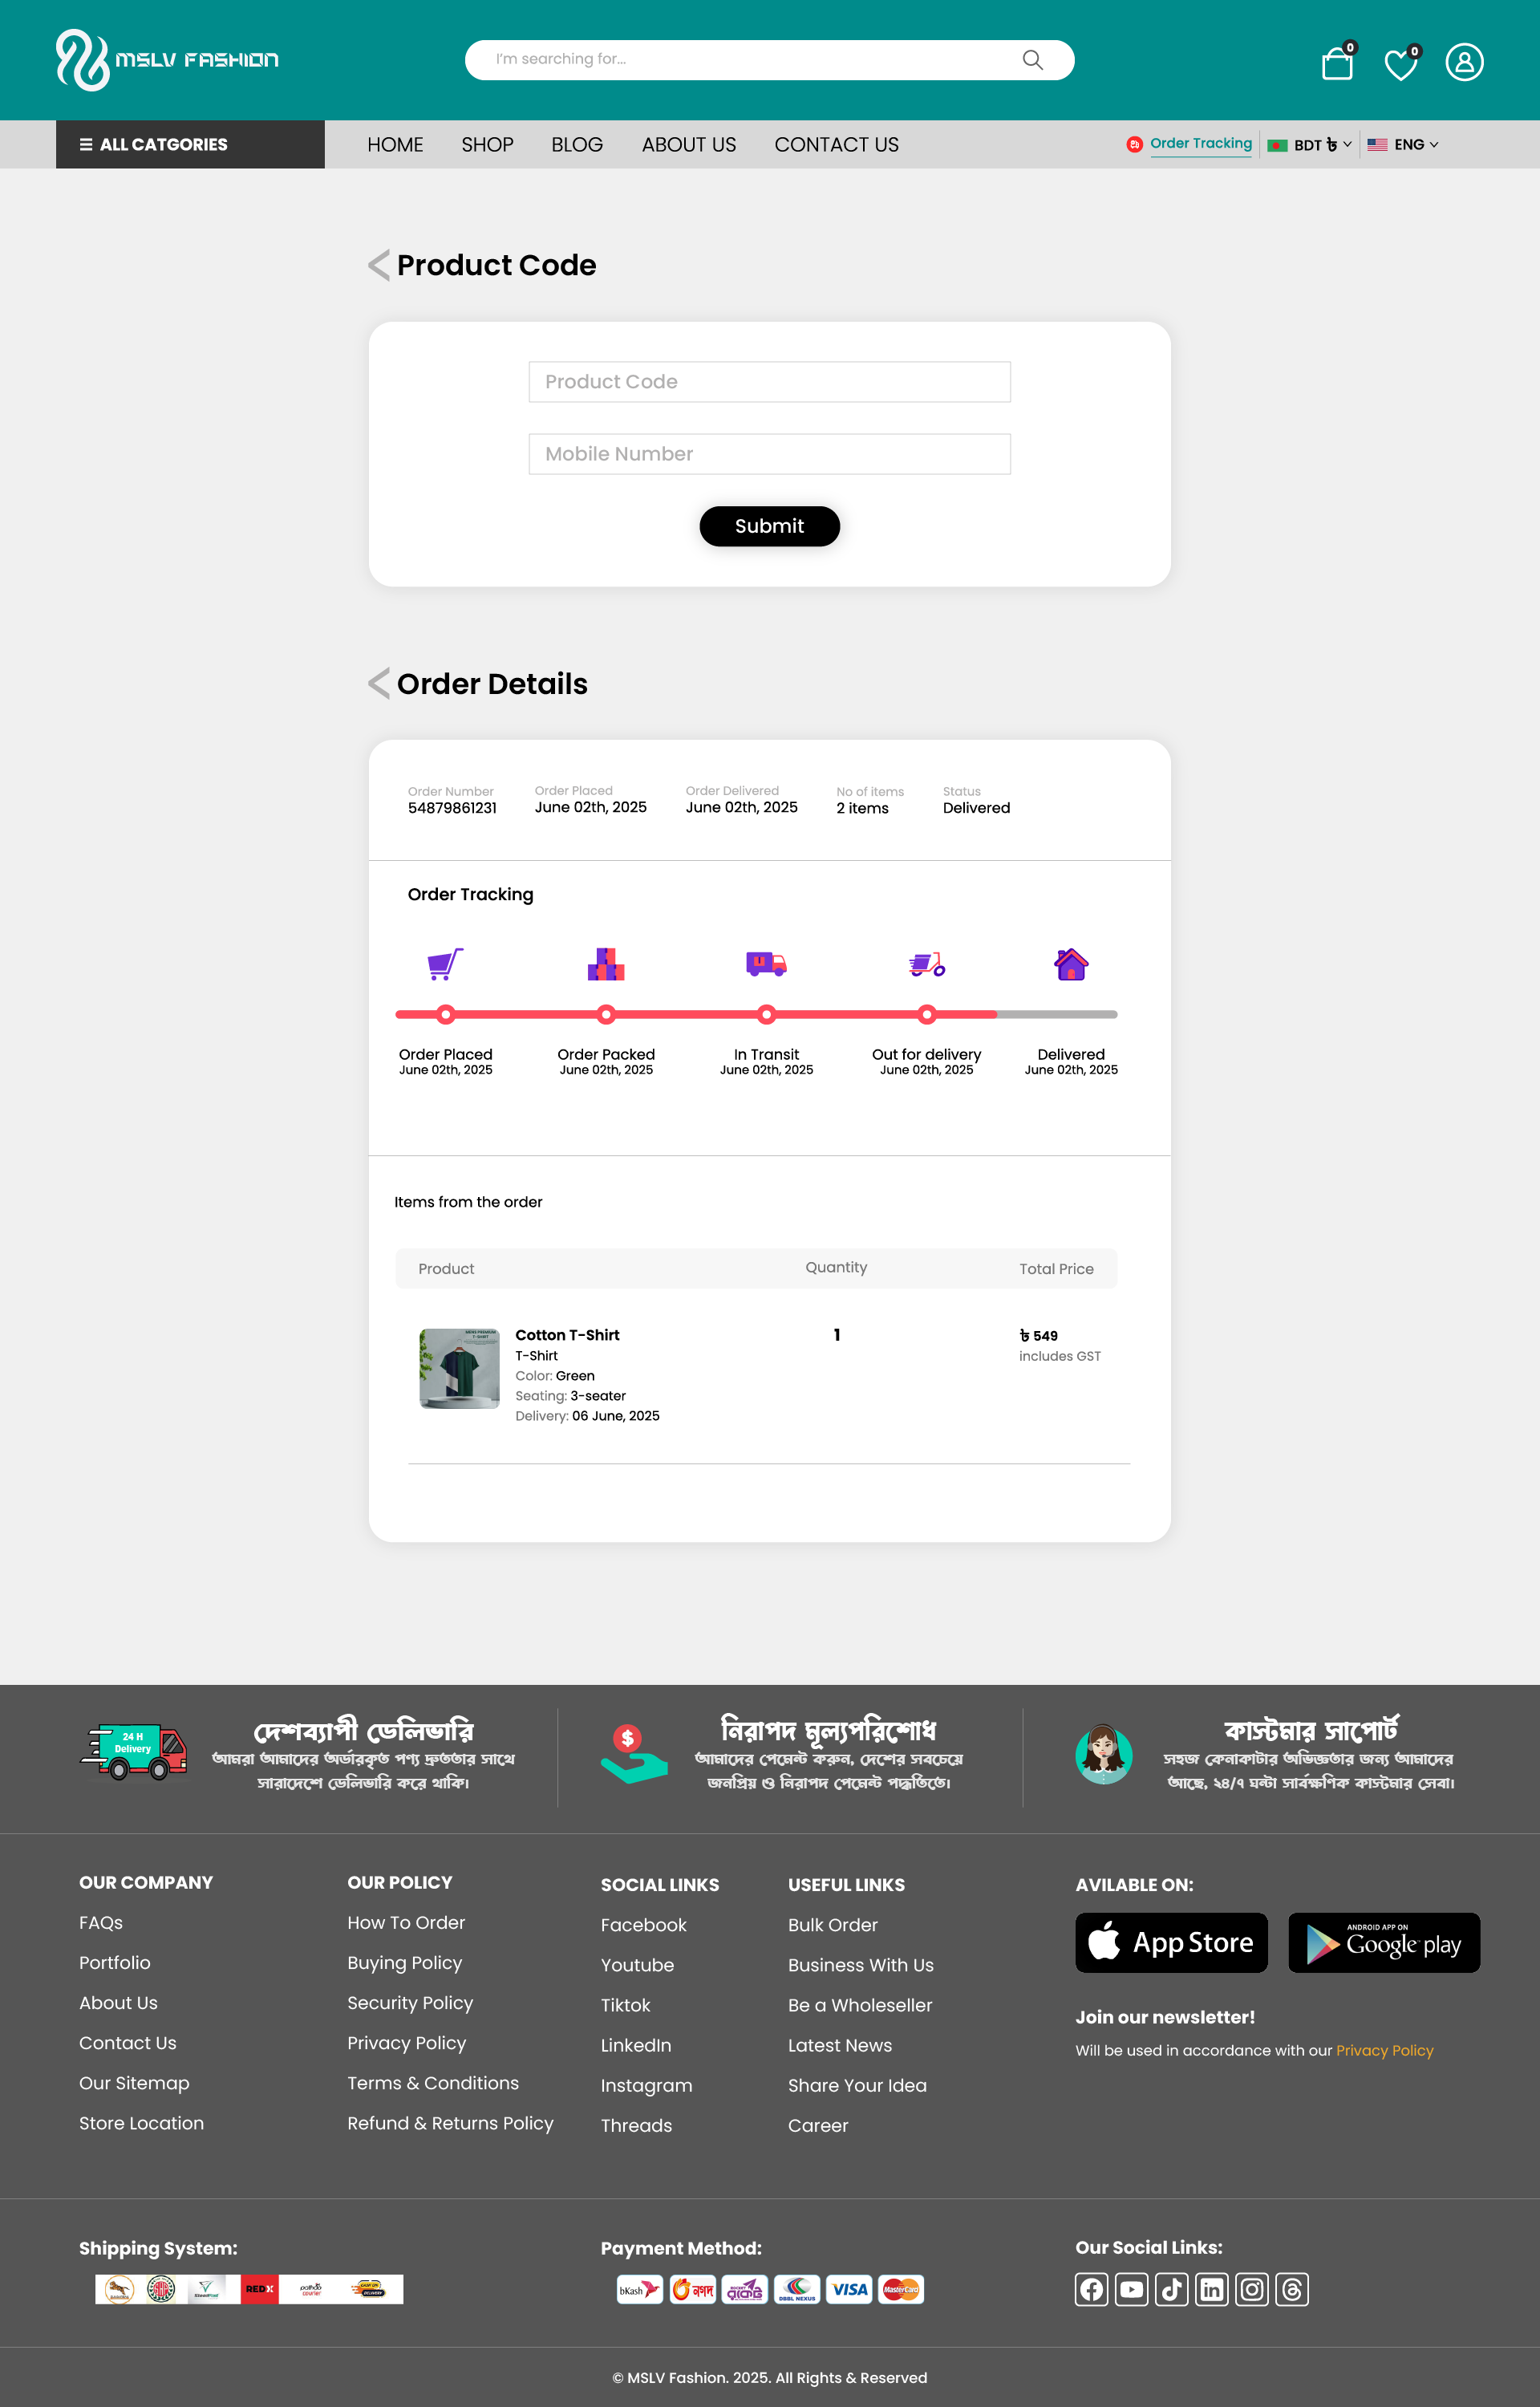 MSLV FASHION
I'm searching for...
0
0
ALL CATGORIES
HOME SHOP BLOG ABOUT US CONTACT US
Order Tracking
BDT ৳
ENG
Product Code
Product Code
Mobile Number
Submit
Order Details
Order Number Order Placed Order Delivered No of items Status
54879861231 June 02th, 2025 June 02th, 2025 2 items Delivered
Order Tracking
Order Placed Order Packed In Transit Out for delivery Delivered
June 02th, 2025 June 02th, 2025 June 02th, 2025 June 02th, 2025 June 02th, 2025
Items from the order
Product Quantity Total Price
Cotton T-Shirt 1 ৳ 549
T-Shirt includes GST
Color: Green
Seating: 3-seater
Delivery: 06 June, 2025
24 H
Delivery
দেশব্যাপী ডেলিভারি
আমরা আমাদের অর্ডারকৃত পণ্য দ্রুততার সাথে
সারাদেশে ডেলিভারি করে থাকি।
নিরাপদ মূল্যপরিশোধ
আমাদের পেমেন্ট করুন, দেশের সবচেয়ে
জনপ্রিয় ও নিরাপদ পেমেন্ট পদ্ধতিতে।
কাস্টমার সাপোর্ট
সহজ কেনাকাটার অভিজ্ঞতার জন্য আমাদের
আছে, ২৪/৭ ঘন্টা সার্বক্ষণিক কাস্টমার সেবা।
OUR COMPANY
FAQs
Portfolio
About Us
Contact Us
Our Sitemap
Store Location
OUR POLICY
How To Order
Buying Policy
Security Policy
Privacy Policy
Terms & Conditions
Refund & Returns Policy
SOCIAL LINKS
Facebook
Youtube
Tiktok
LinkedIn
Instagram
Threads
USEFUL LINKS
Bulk Order
Business With Us
Be a Wholeseller
Latest News
Share Your Idea
Career
AVILABLE ON:
App Store
ANDROID APP ON
Google play
Join our newsletter!
Will be used in accordance with our Privacy Policy
Shipping System:
REDX
pathao
courier
Payment Method:
bKash
নগদ
রকেট
DBBL NEXUS
VISA
MasterCard
Our Social Links:
© MSLV Fashion. 2025. All Rights & Reserved